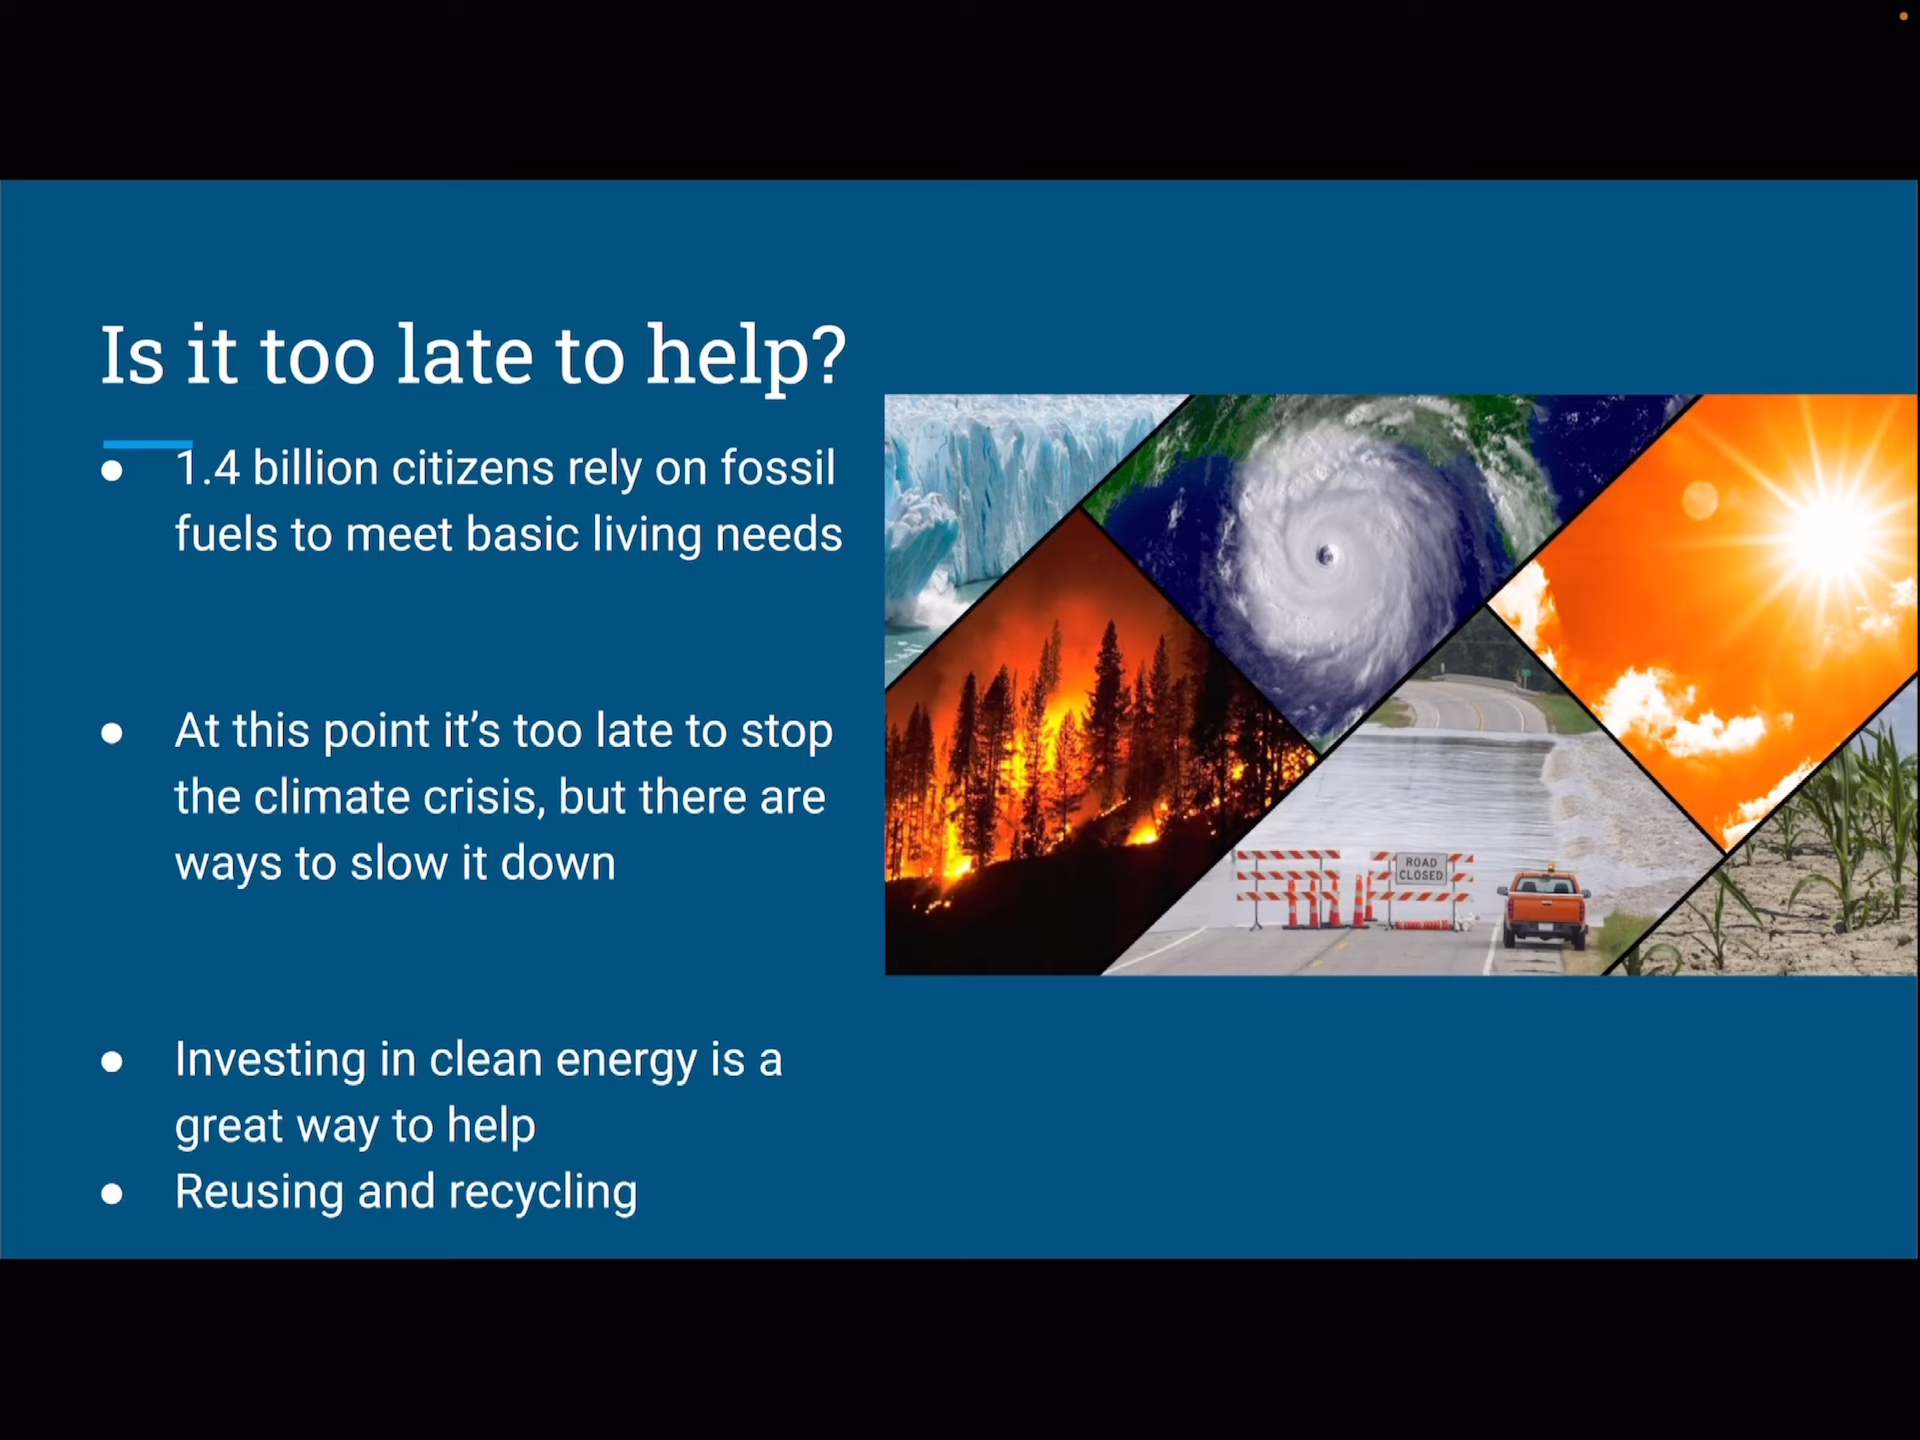 Is it too late to help?
● 1.4 billion citizens rely on fossil
fuels to meet basic living needs
● At this point it’s too late to stop
the climate crisis, but there are
ways to slow it down
● Investing in clean energy is a
great way to help
● Reusing and recycling
ROAD
CLOSED